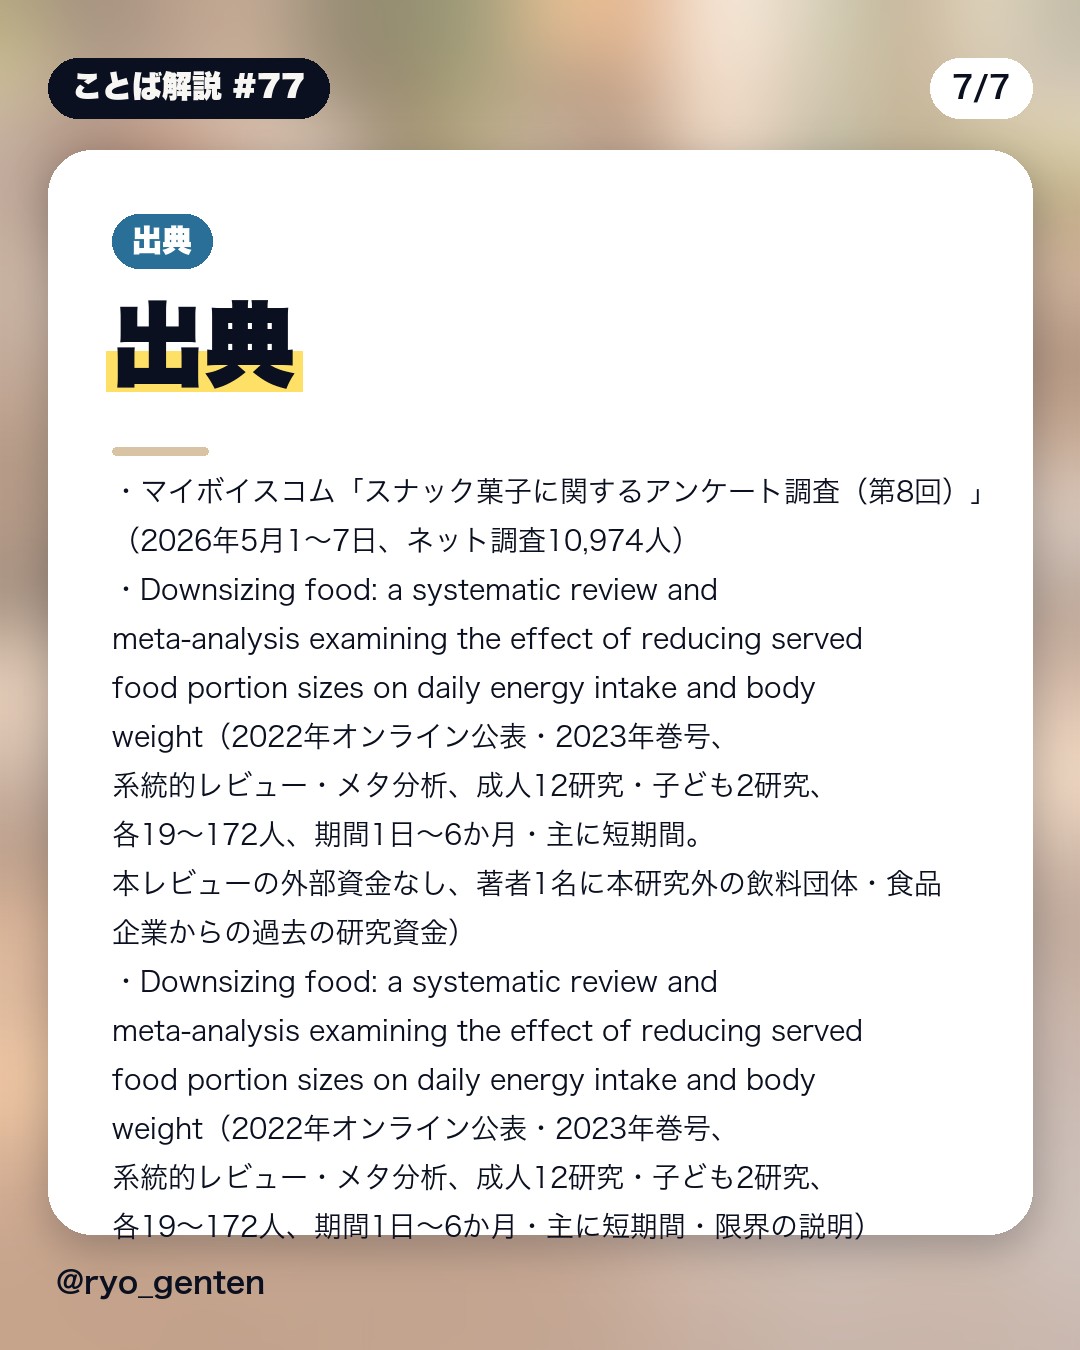 ことば解説 #77
7/7
出典
出典
・マイボイスコム「スナック菓子に関するアンケート調査（第8回）」
（2026年5月1〜7日、ネット調査10,974人）
・Downsizing food: a systematic review and
meta-analysis examining the effect of reducing served
food portion sizes on daily energy intake and body
weight（2022年オンライン公表・2023年巻号、
系統的レビュー・メタ分析、成人12研究・子ども2研究、
各19〜172人、期間1日〜6か月・主に短期間。
本レビューの外部資金なし、著者1名に本研究外の飲料団体・食品
企業からの過去の研究資金）
・Downsizing food: a systematic review and
meta-analysis examining the effect of reducing served
food portion sizes on daily energy intake and body
weight（2022年オンライン公表・2023年巻号、
系統的レビュー・メタ分析、成人12研究・子ども2研究、
各19〜172人、期間1日〜6か月・主に短期間・限界の説明）
@ryo_genten